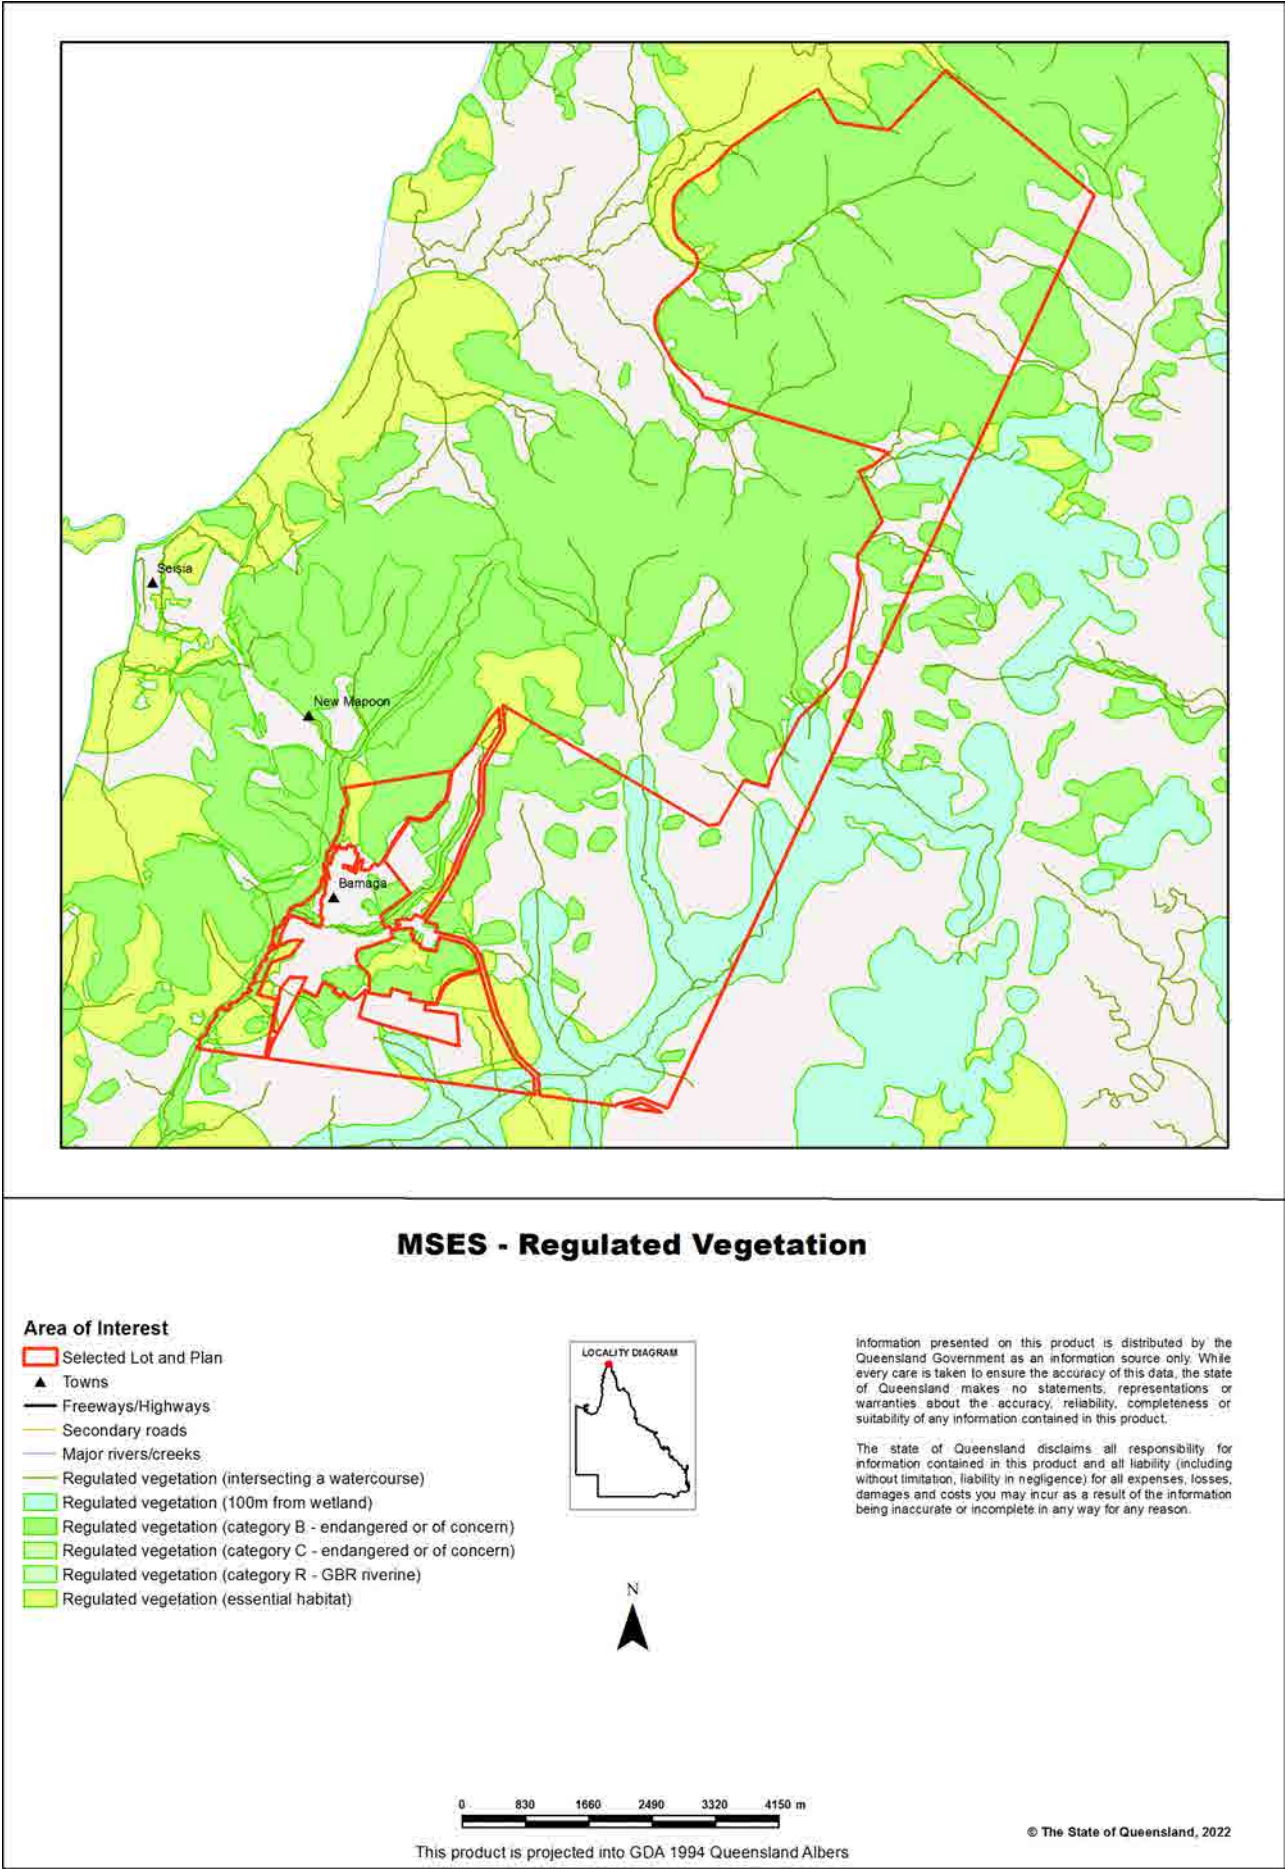 Seisia
New Mapoon
Bamaga
MSES - Regulated Vegetation
Area of Interest
Selected Lot and Plan
Towns
Freeways/Highways
Secondary roads
Major rivers/creeks
Regulated vegetation (intersecting a watercourse)
Regulated vegetation (100m from wetland)
Regulated vegetation (category B - endangered or of concern)
Regulated vegetation (category C - endangered or of concern)
Regulated vegetation (category R - GBR riverine)
Regulated vegetation (essential habitat)
LOCALITY DIAGRAM
N
Information presented on this product is distributed by the
Queensland Government as an information source only. While
every care is taken to ensure the accuracy of this data, the state
of Queensland makes no statements, representations or
warranties about the accuracy, reliability, completeness or
suitability of any information contained in this product.
The state of Queensland disclaims all responsibility for
information contained in this product and all liability (including
without limitation, liability in negligence) for all expenses, losses,
damages and costs you may incur as a result of the information
being inaccurate or incomplete in any way for any reason.
0 830 1660 2490 3320 4150 m
This product is projected into GDA 1994 Queensland Albers
© The State of Queensland, 2022